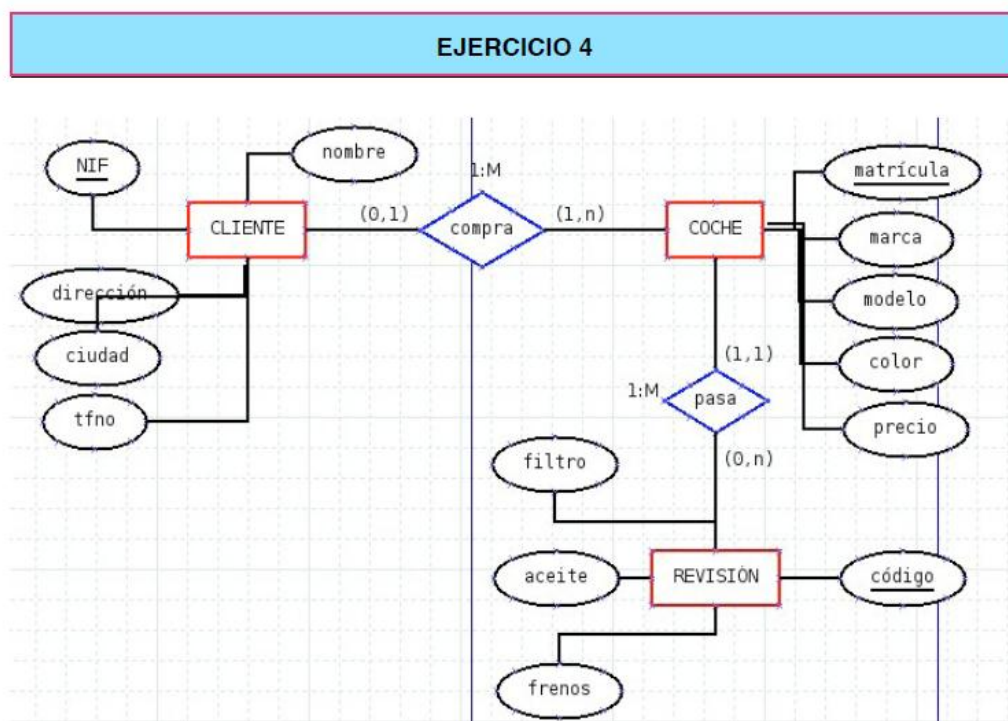 EJERCICIO 4
NIF
nombre
1:M
matrícula
CLIENTE
(0,1)
compra
(1,n)
COCHE
marca
dirección
modelo
ciudad
(1,1)
color
1:M
pasa
tfno
precio
filtro
(0,n)
aceite
REVISIÓN
código
frenos